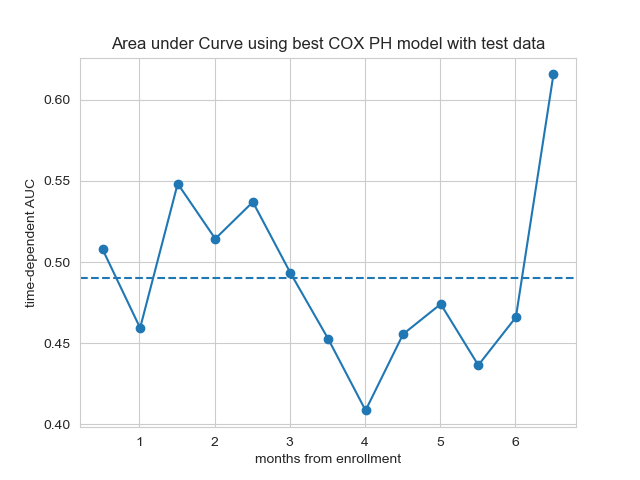 Area under Curve using best COX PH model with test data
time-dependent AUC
0.60
0.55
0.50
0.45
0.40
1 2 3 4 5 6
months from enrollment